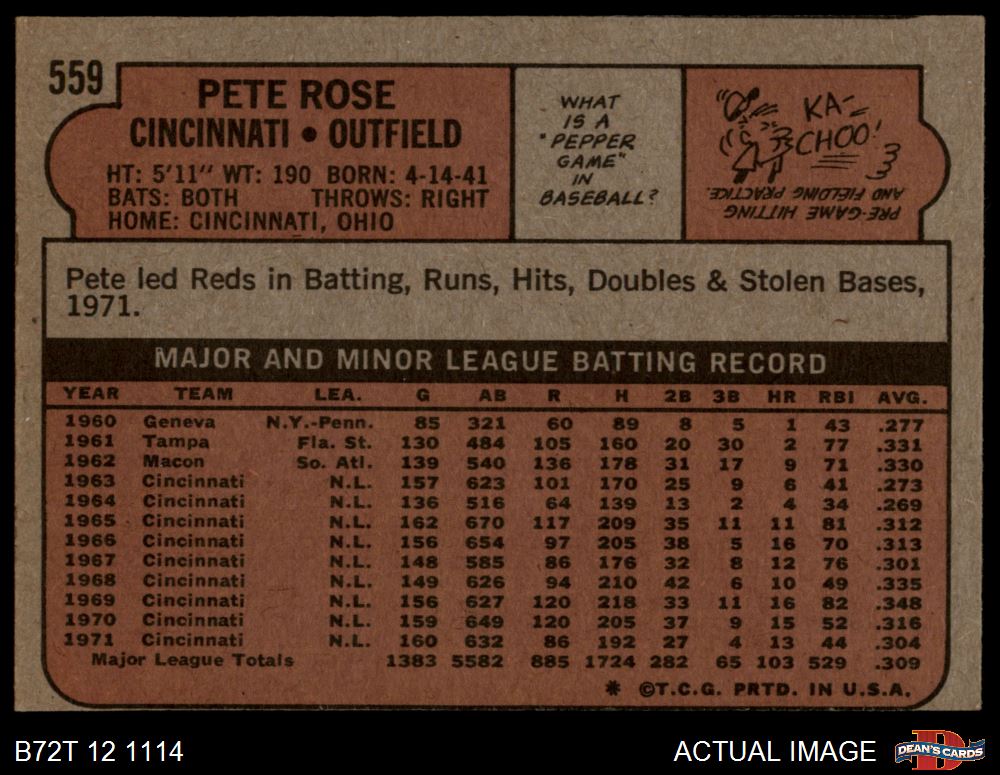 559
PETE ROSE
CINCINNATI • OUTFIELD
HT: 5'11" WT: 190 BORN: 4-14-41
BATS: BOTH THROWS: RIGHT
HOME: CINCINNATI, OHIO
WHAT
IS A
"PEPPER
GAME"
IN
BASEBALL?
KA-
CHOO!
PRE-GAME HITTING
AND FIELDING PRACTICE.
Pete led Reds in Batting, Runs, Hits, Doubles & Stolen Bases,
1971.
MAJOR AND MINOR LEAGUE BATTING RECORD
YEAR TEAM LEA. G AB R H 2B 3B HR RBI AVG.
1960 Geneva N.Y.-Penn. 85 321 60 89 8 5 1 43 .277
1961 Tampa Fla. St. 130 484 105 160 20 30 2 77 .331
1962 Macon So. Atl. 139 540 136 178 31 17 9 71 .330
1963 Cincinnati N.L. 157 623 101 170 25 9 6 41 .273
1964 Cincinnati N.L. 136 516 64 139 13 2 4 34 .269
1965 Cincinnati N.L. 162 670 117 209 35 11 11 81 .312
1966 Cincinnati N.L. 156 654 97 205 38 5 16 70 .313
1967 Cincinnati N.L. 148 585 86 176 32 8 12 76 .301
1968 Cincinnati N.L. 149 626 94 210 42 6 10 49 .335
1969 Cincinnati N.L. 156 627 120 218 33 11 16 82 .348
1970 Cincinnati N.L. 159 649 120 205 37 9 15 52 .316
1971 Cincinnati N.L. 160 632 86 192 27 4 13 44 .304
Major League Totals 1383 5582 885 1724 282 65 103 529 .309
* ©T.C.G. PRTD. IN U.S.A.
B72T 12 1114
ACTUAL IMAGE
DEAN'S CARDS